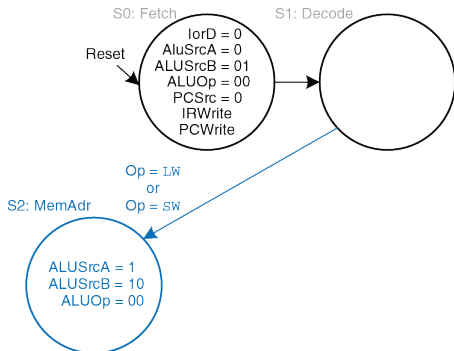 S0: Fetch
S1: Decode
Reset
IorD = 0
AluSrcA = 0
ALUSrcB = 01
ALUOp = 00
PCSrc = 0
IRWrite
PCWrite
Op = LW
or
Op = SW
S2: MemAdr
ALUSrcA = 1
ALUSrcB = 10
ALUOp = 00